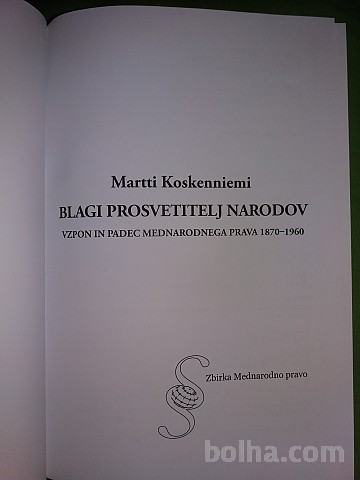 Martti Koskenniemi
BLAGI PROSVETITELJ NARODOV
VZPON IN PADEC MEDNARODNEGA PRAVA 1870–1960
Zbirka Mednarodno pravo
bolha.com